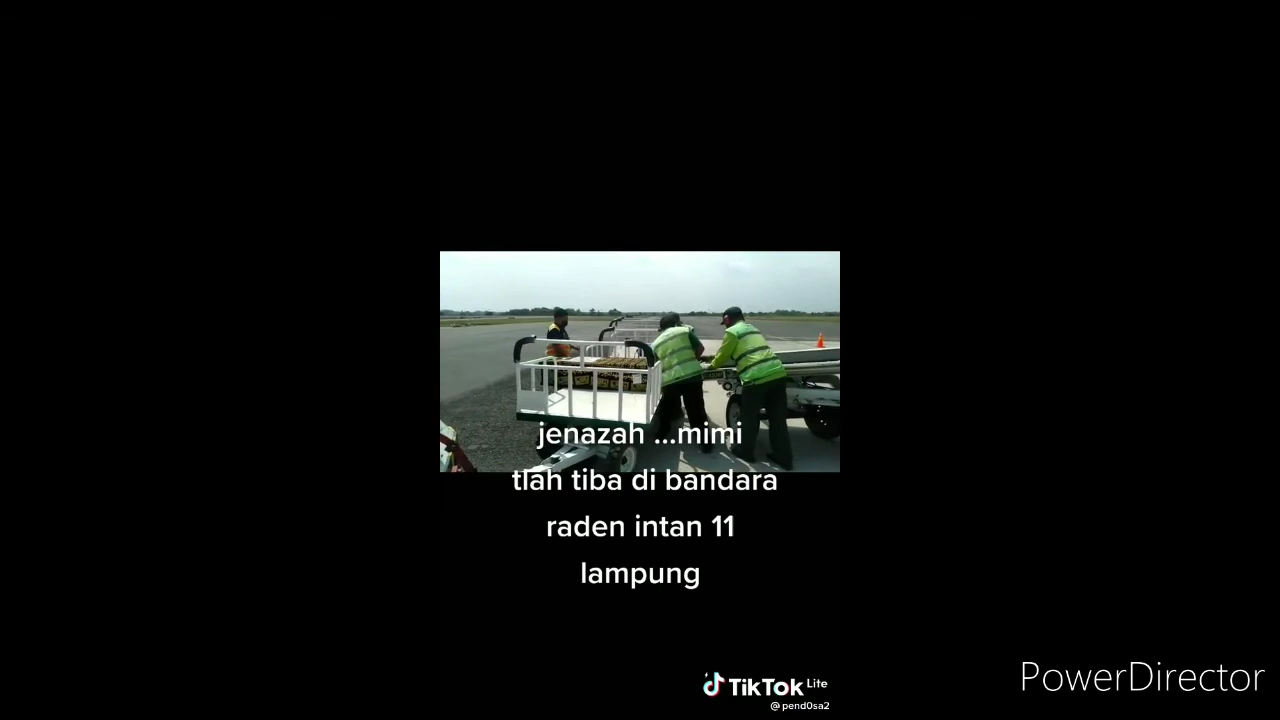 jenazah ...mimi
tlah tiba di bandara
raden intan 11
lampung
TikTok Lite
@pend0sa2
PowerDirector